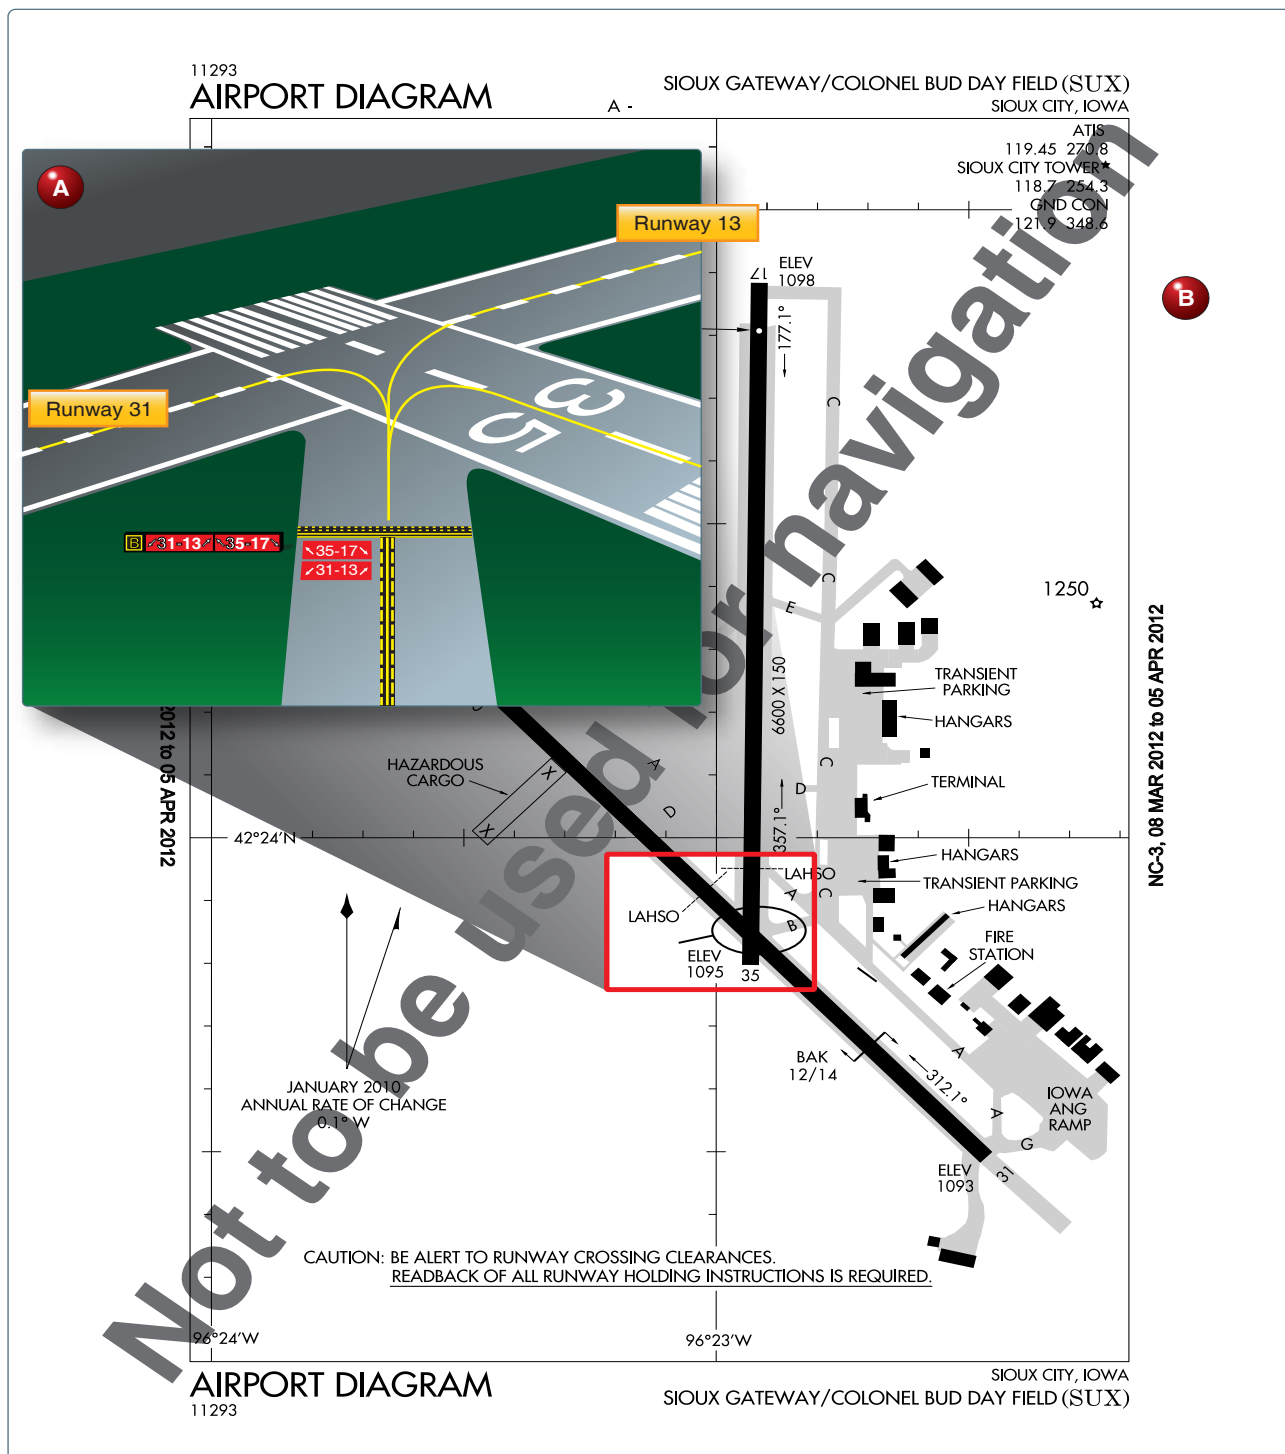 11293
AIRPORT DIAGRAM
A -
SIOUX GATEWAY/COLONEL BUD DAY FIELD (SUX)
SIOUX CITY, IOWA
ATIS
119.45 270.8
SIOUX CITY TOWER★
118.7 254.3
GND CON
121.9 348.6
A
Runway 13
Runway 31
35
B 31-13 35-17
35-17
31-13
B
17
ELEV
1098
177.1°
C
1250
C
E
6600 X 150
TRANSIENT
PARKING
HANGARS
HAZARDOUS
CARGO
X
X
A
D
C
D
TERMINAL
357.1°
42°24'N
HANGARS
LAHSO
TRANSIENT PARKING
A
C
HANGARS
LAHSO
B
FIRE
STATION
ELEV
1095
35
BAK
12/14
A
312.1°
IOWA
ANG
RAMP
A
G
ELEV
1093
31
JANUARY 2010
ANNUAL RATE OF CHANGE
0.1° W
CAUTION: BE ALERT TO RUNWAY CROSSING CLEARANCES.
READBACK OF ALL RUNWAY HOLDING INSTRUCTIONS IS REQUIRED.
96°24'W
96°23'W
2012 to 05 APR 2012
NC-3, 08 MAR 2012 to 05 APR 2012
Not to be used for navigation
AIRPORT DIAGRAM
11293
SIOUX CITY, IOWA
SIOUX GATEWAY/COLONEL BUD DAY FIELD (SUX)